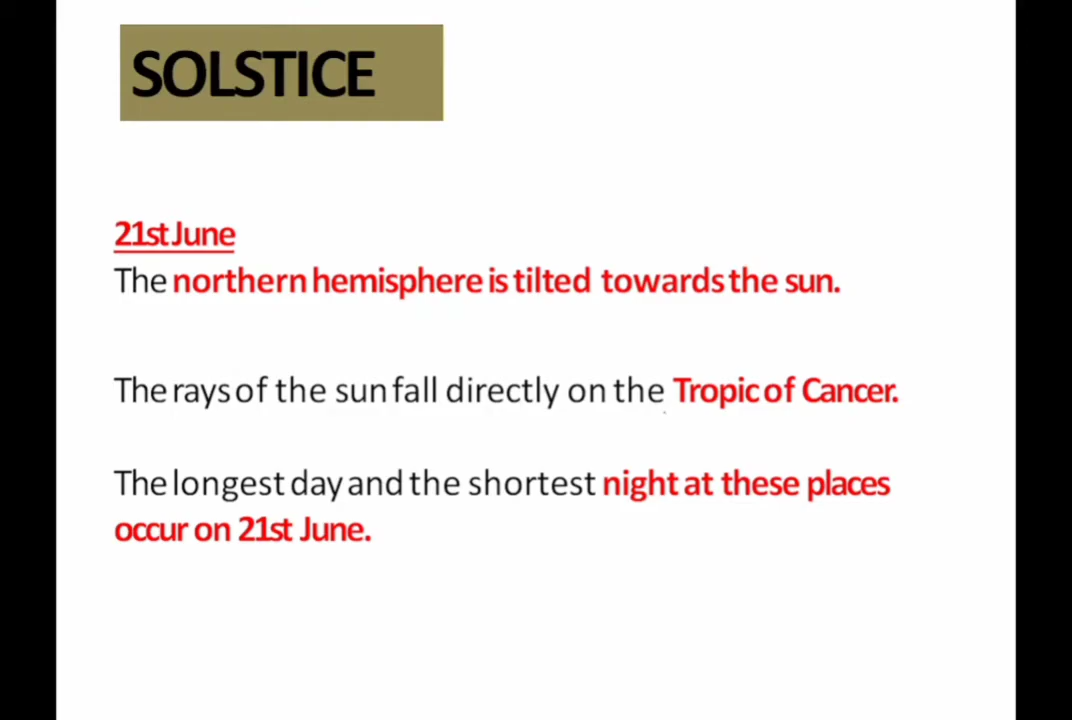 SOLSTICE
21st June
The northern hemisphere is tilted towards the sun.
The rays of the sun fall directly on the Tropic of Cancer.
The longest day and the shortest night at these places
occur on 21st June.